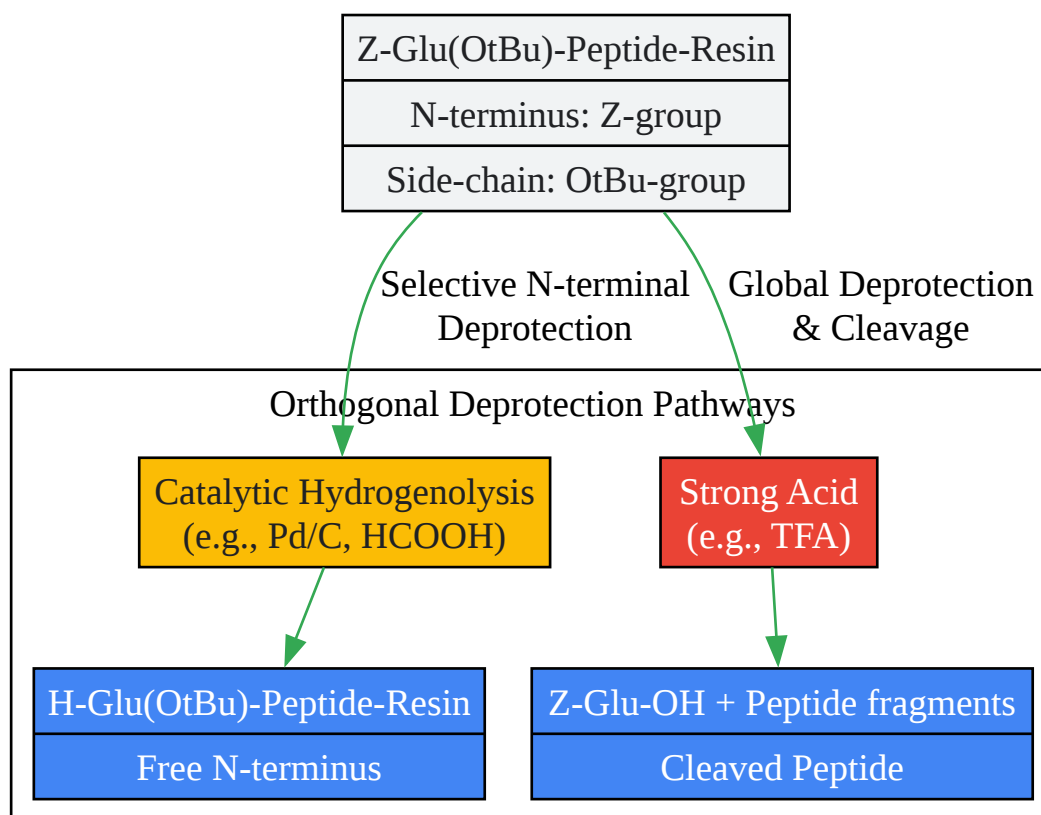 Z-Glu(OtBu)-Peptide-Resin
N-terminus: Z-group
Side-chain: OtBu-group
Selective N-terminal
Deprotection
Global Deprotection
& Cleavage
Orthogonal Deprotection Pathways
Catalytic Hydrogenolysis
(e.g., Pd/C, HCOOH)
Strong Acid
(e.g., TFA)
H-Glu(OtBu)-Peptide-Resin
Free N-terminus
Z-Glu-OH + Peptide fragments
Cleaved Peptide